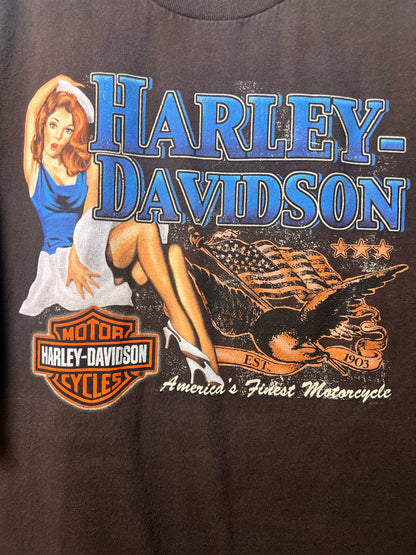 HARLEY-
DAVIDSON
MOTOR
HARLEY-DAVIDSON
CYCLES
EST.
1903
America's Finest Motorcycle